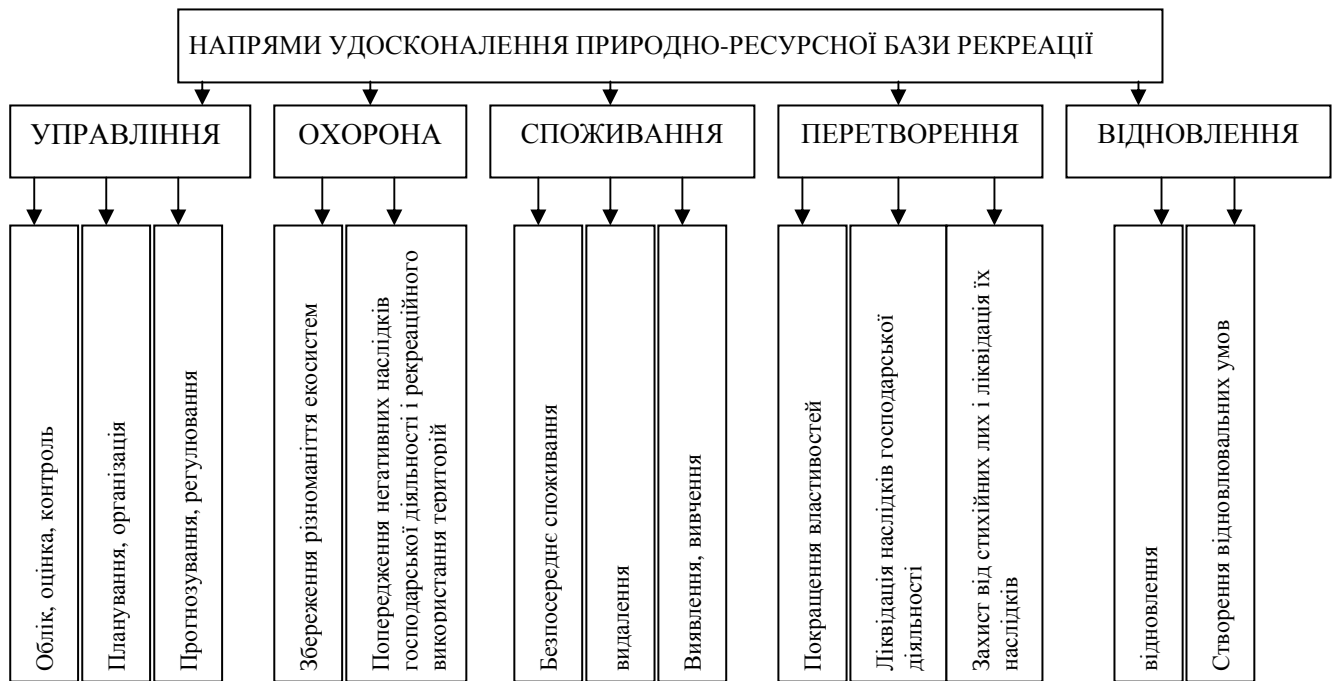 НАПРЯМИ УДОСКОНАЛЕННЯ ПРИРОДНО-РЕСУРСНОЇ БАЗИ РЕКРЕАЦІЇ
УПРАВЛІННЯ
ОХОРОНА
СПОЖИВАННЯ
ПЕРЕТВОРЕННЯ
ВІДНОВЛЕННЯ
Облік, оцінка, контроль
Планування, організація
Прогнозування, регулювання
Збереження різноманіття екосистем
Попередження негативних наслідків
господарської діяльності і рекреаційного
використання територій
Безпосереднє споживання
видалення
Виявлення, вивчення
Покращення властивостей
Ліквідація наслідків господарської
діяльності
Захист від стихійних лих і ліквідація їх
наслідків
відновлення
Створення відновлювальних умов